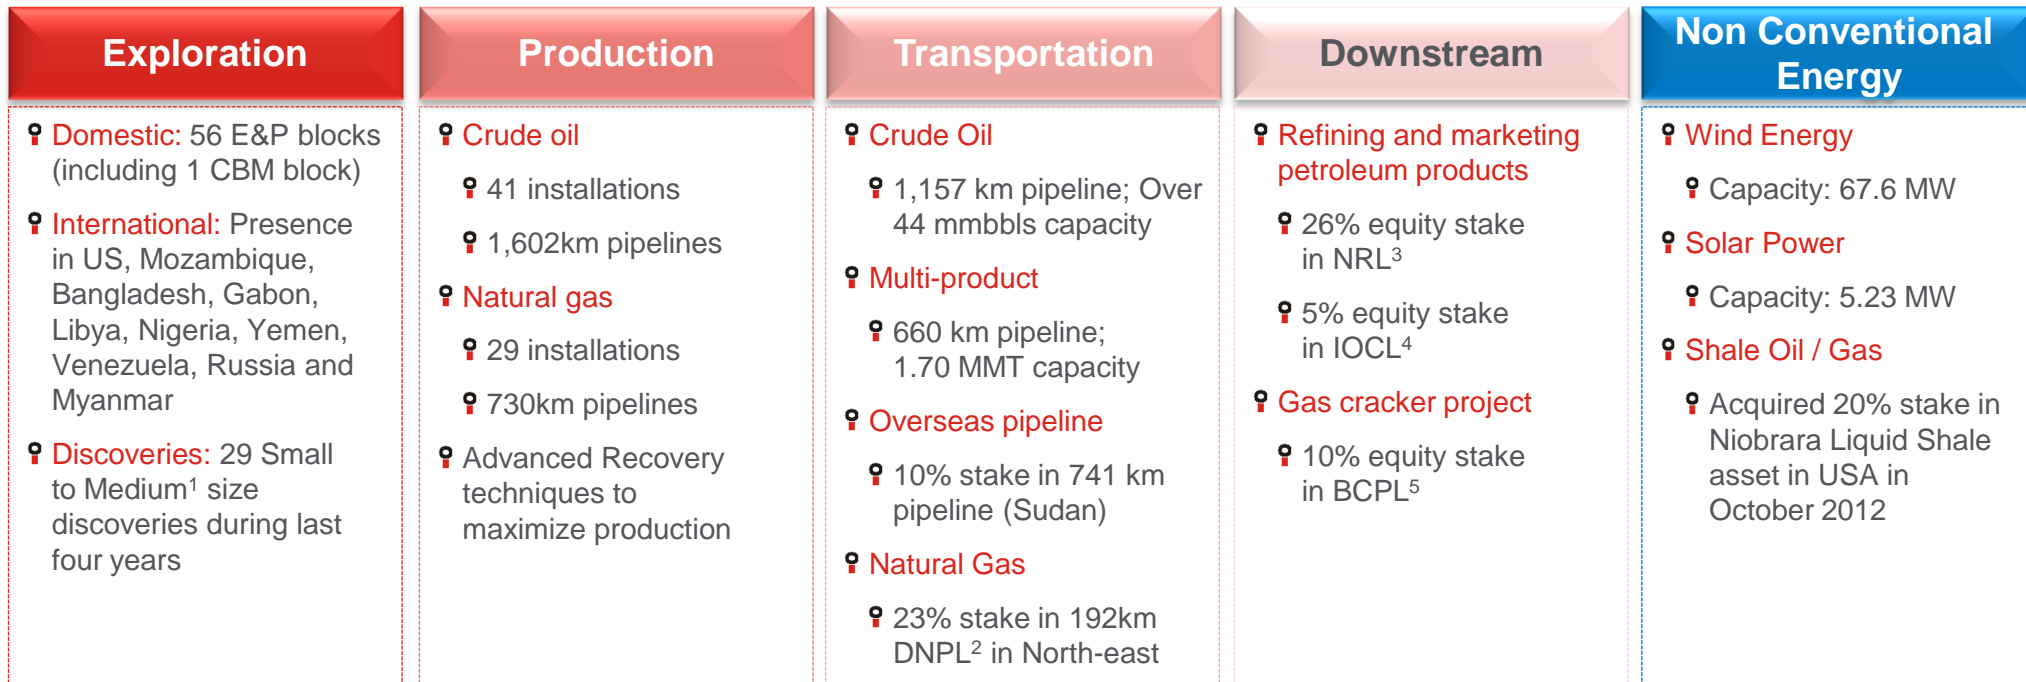 Exploration
Domestic: 56 E&P blocks
(including 1 CBM block)
International: Presence
in US, Mozambique,
Bangladesh, Gabon,
Libya, Nigeria, Yemen,
Venezuela, Russia and
Myanmar
Discoveries: 29 Small
to Medium¹ size
discoveries during last
four years
Production
Crude oil
41 installations
1,602km pipelines
Natural gas
29 installations
730km pipelines
Advanced Recovery
techniques to
maximize production
Transportation
Crude Oil
1,157 km pipeline; Over
44 mmbbls capacity
Multi-product
660 km pipeline;
1.70 MMT capacity
Overseas pipeline
10% stake in 741 km
pipeline (Sudan)
Natural Gas
23% stake in 192km
DNPL² in North-east
Downstream
Refining and marketing
petroleum products
26% equity stake
in NRL³
5% equity stake
in IOCL⁴
Gas cracker project
10% equity stake
in BCPL⁵
Non Conventional
Energy
Wind Energy
Capacity: 67.6 MW
Solar Power
Capacity: 5.23 MW
Shale Oil / Gas
Acquired 20% stake in
Niobrara Liquid Shale
asset in USA in
October 2012